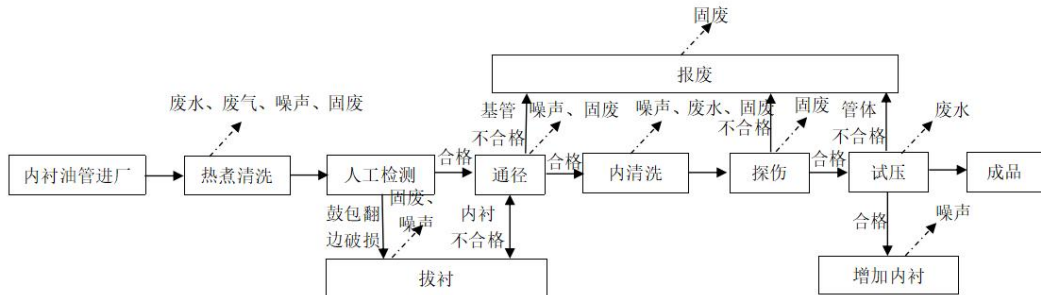 固废
报废
废水、废气、噪声、固废
基管
不合格
噪声、固废
噪声、废水、固废
不合格
固废
管体
不合格
废水
内衬油管进厂
热煮清洗
人工检测
合格
通径
合格
内清洗
探伤
合格
试压
成品
鼓包翻
边破损
固废、
噪声
内衬
不合格
合格
噪声
拔衬
增加内衬